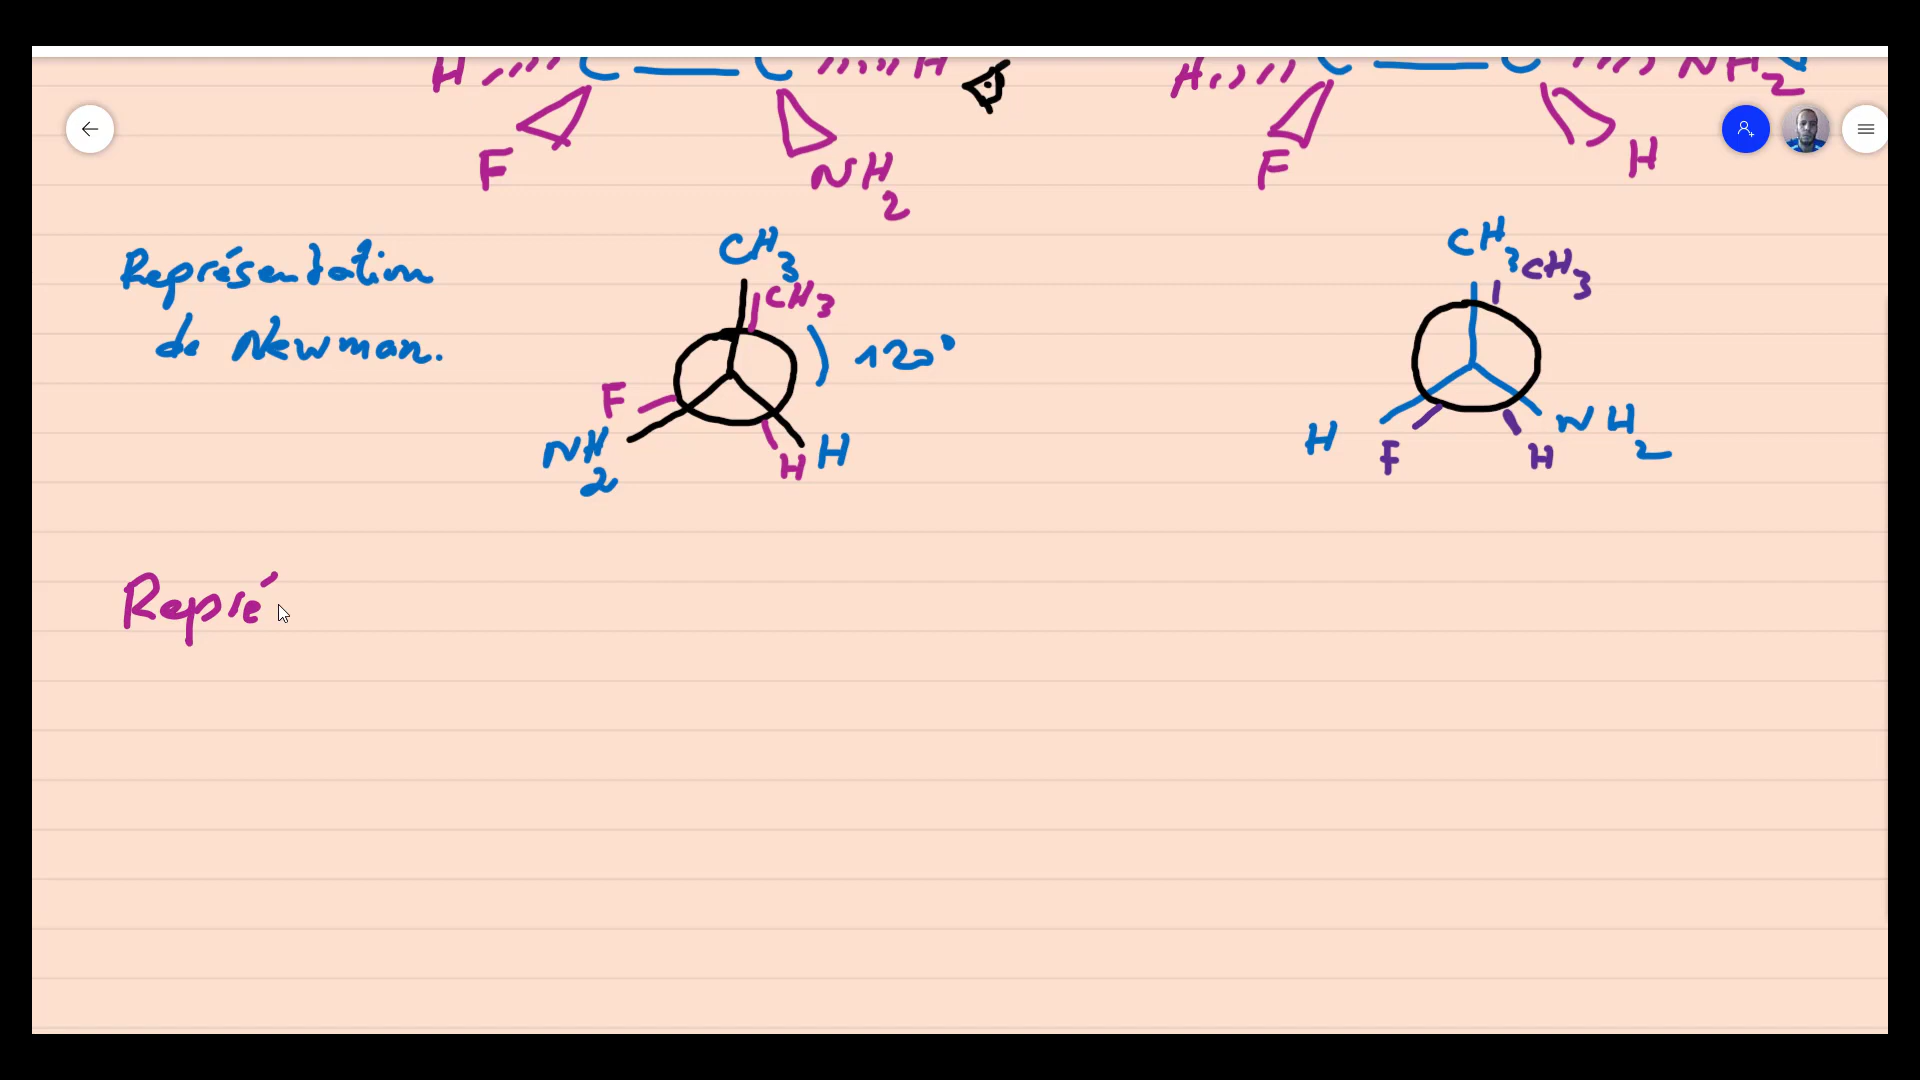 H C C H H C C NH2
F NH2 F H
Représentation
de Newman.
CH3
CH3
120°
F
NH2 H H
CH3 CH3
H F H NH2
Repré